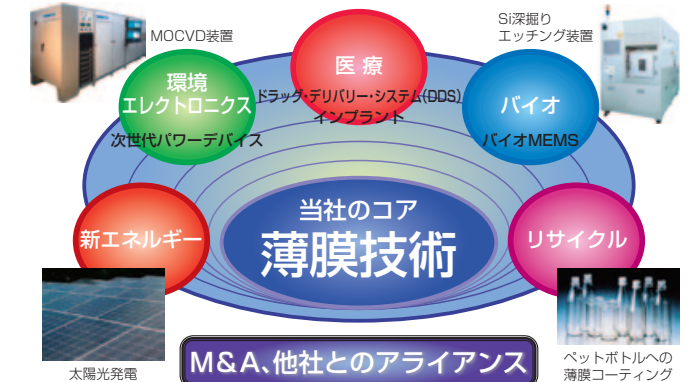 MOCVD装置
Si深掘り
エッチング装置
医 療
ドラッグ・デリバリー・システム(DDS)
インプラント
環境
エレクトロニクス
次世代パワーデバイス
バイオ
バイオMEMS
新エネルギー
当社のコア
薄膜技術
リサイクル
太陽光発電
M&A、他社とのアライアンス
ペットボトルへの
薄膜コーティング